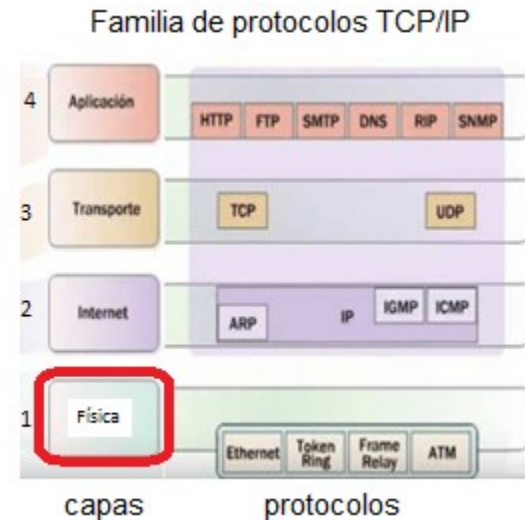 Familia de protocolos TCP/IP
4 Aplicación
HTTP FTP SMTP DNS RIP SNMP
3 Transporte
TCP UDP
2 Internet
ARP IP IGMP ICMP
1 Física
Ethernet Token Ring Frame Relay ATM
capas protocolos